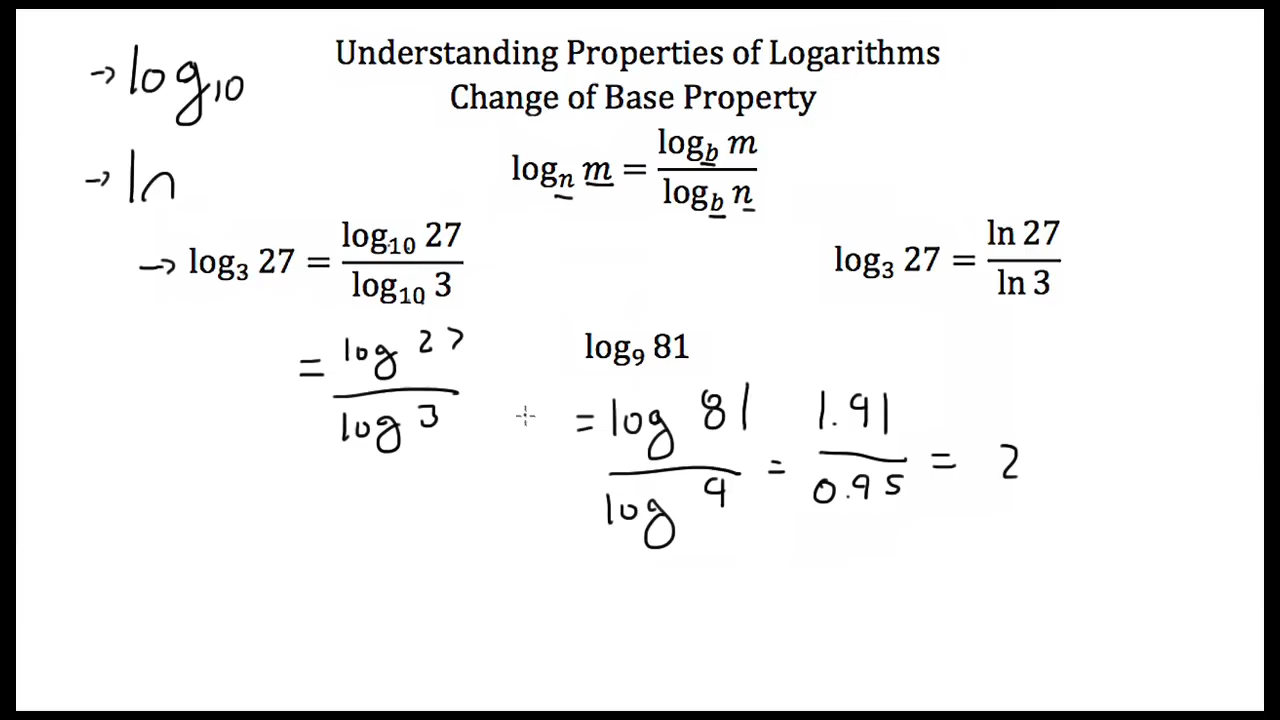 Understanding Properties of Logarithms
Change of Base Property
→ log₁₀
→ ln
logₙ m = log_b m / log_b n
→ log₃ 27 = log₁₀ 27 / log₁₀ 3
= log 27 / log 3
log₃ 27 = ln 27 / ln 3
log₉ 81
= log 81 / log 9 = 1.91 / 0.95 = 2